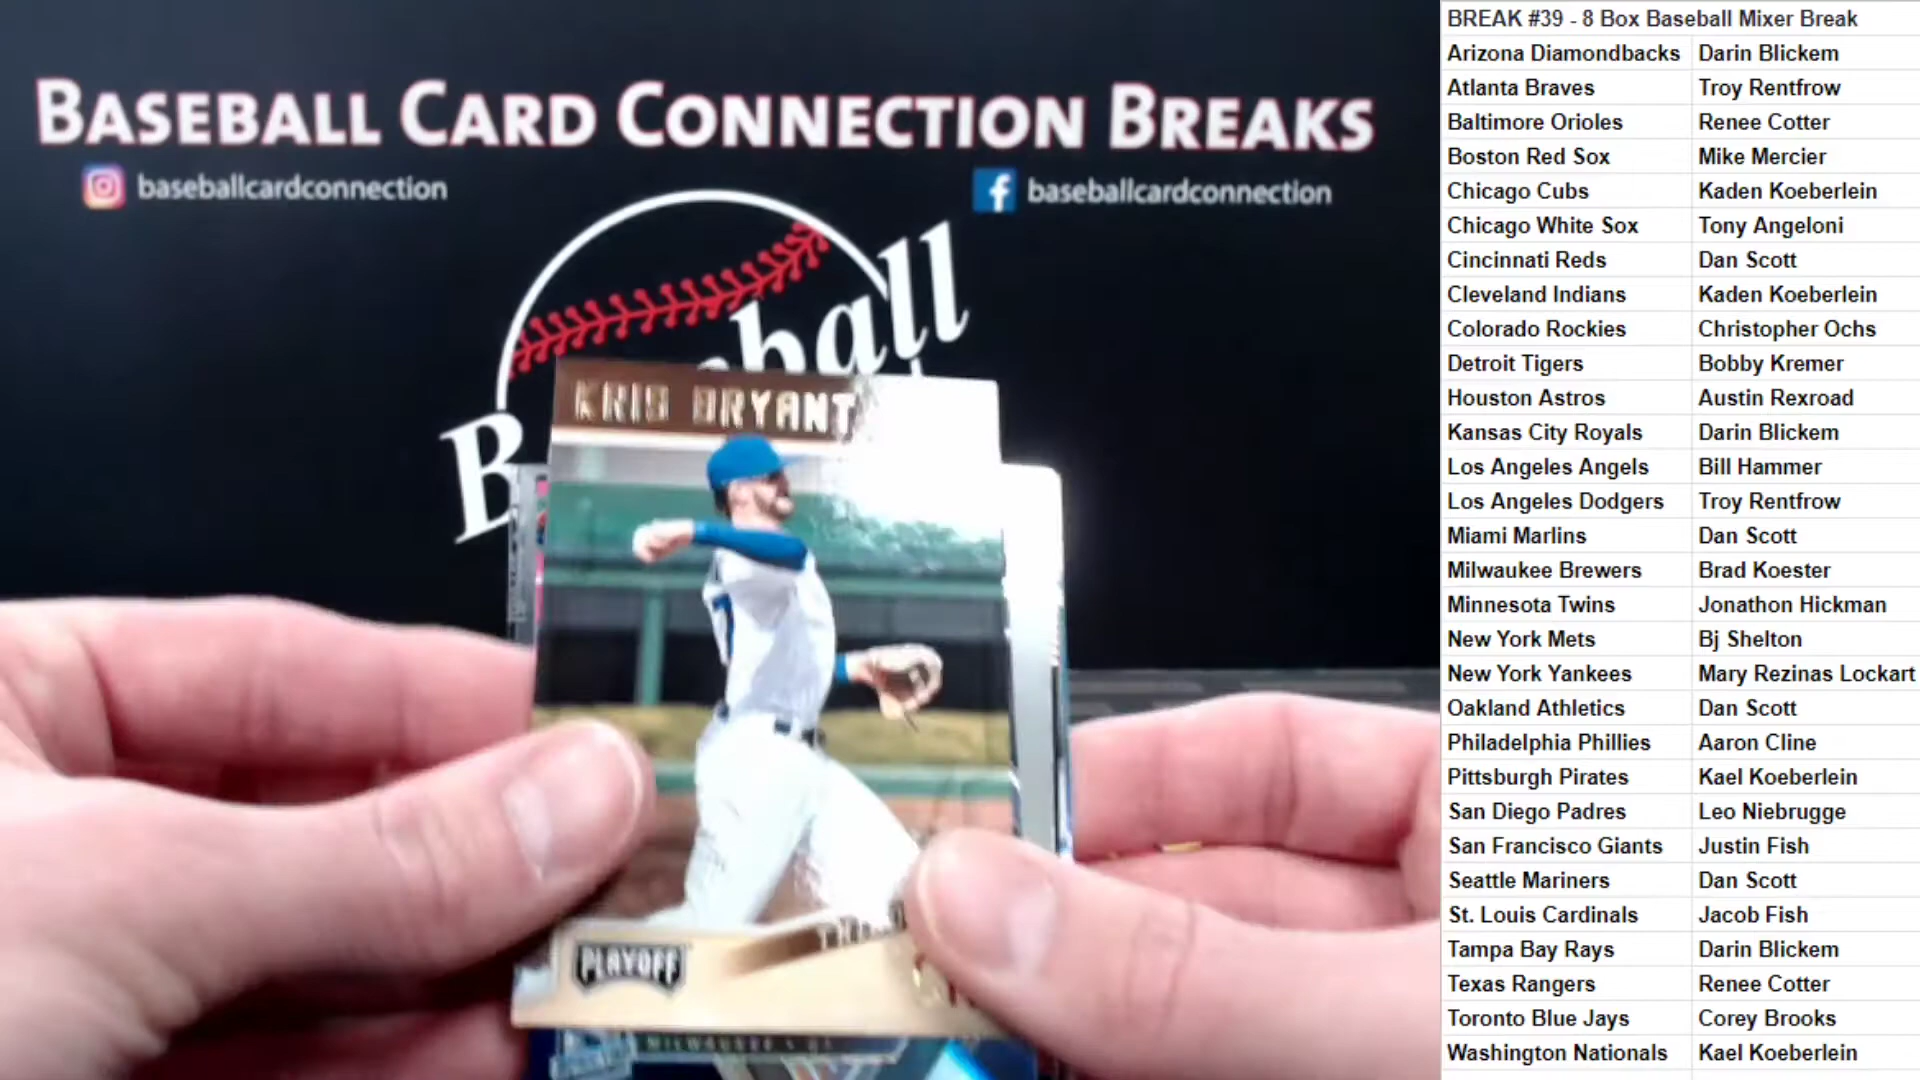 BASEBALL CARD CONNECTION BREAKS
baseballcardconnection
baseballcardconnection
KRIS BRYANT
PLAYOFF
BREAK #39 - 8 Box Baseball Mixer Break
Arizona Diamondbacks Darin Blickem
Atlanta Braves Troy Rentfrow
Baltimore Orioles Renee Cotter
Boston Red Sox Mike Mercier
Chicago Cubs Kaden Koeberlein
Chicago White Sox Tony Angeloni
Cincinnati Reds Dan Scott
Cleveland Indians Kaden Koeberlein
Colorado Rockies Christopher Ochs
Detroit Tigers Bobby Kremer
Houston Astros Austin Rexroad
Kansas City Royals Darin Blickem
Los Angeles Angels Bill Hammer
Los Angeles Dodgers Troy Rentfrow
Miami Marlins Dan Scott
Milwaukee Brewers Brad Koester
Minnesota Twins Jonathon Hickman
New York Mets Bj Shelton
New York Yankees Mary Rezinas Lockart
Oakland Athletics Dan Scott
Philadelphia Phillies Aaron Cline
Pittsburgh Pirates Kael Koeberlein
San Diego Padres Leo Niebrugge
San Francisco Giants Justin Fish
Seattle Mariners Dan Scott
St. Louis Cardinals Jacob Fish
Tampa Bay Rays Darin Blickem
Texas Rangers Renee Cotter
Toronto Blue Jays Corey Brooks
Washington Nationals Kael Koeberlein